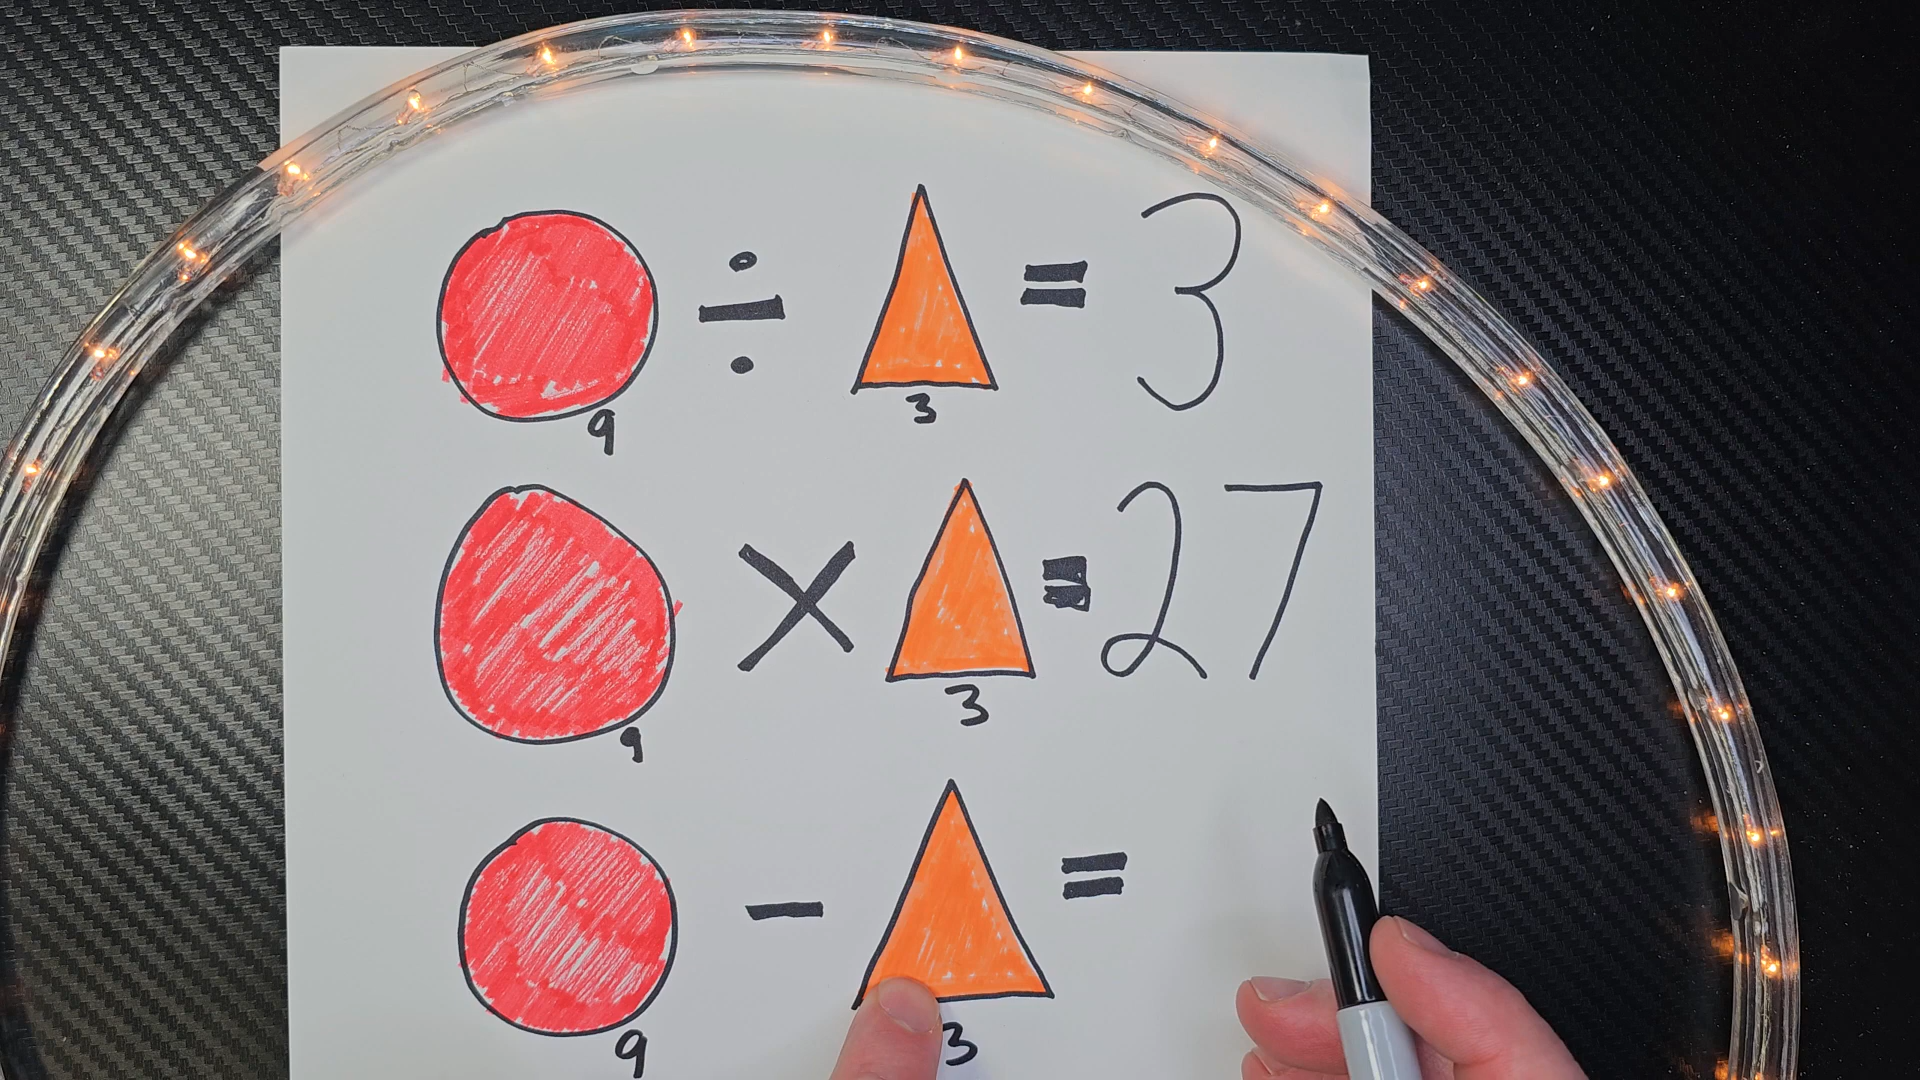 ÷ = 3
9 3
× = 27
9 3
− =
9 3